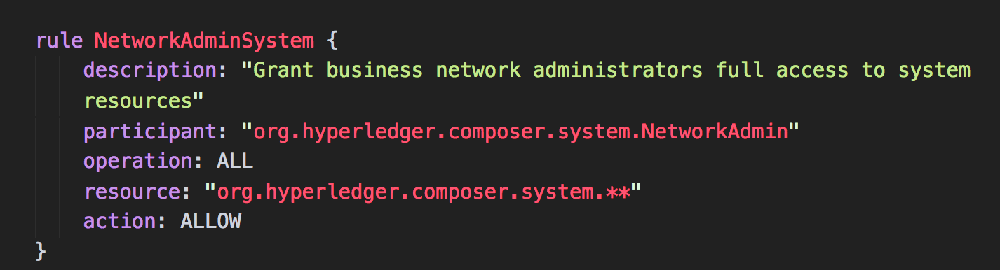 rule NetworkAdminSystem {
description: "Grant business network administrators full access to system
resources"
participant: "org.hyperledger.composer.system.NetworkAdmin"
operation: ALL
resource: "org.hyperledger.composer.system.**"
action: ALLOW
}